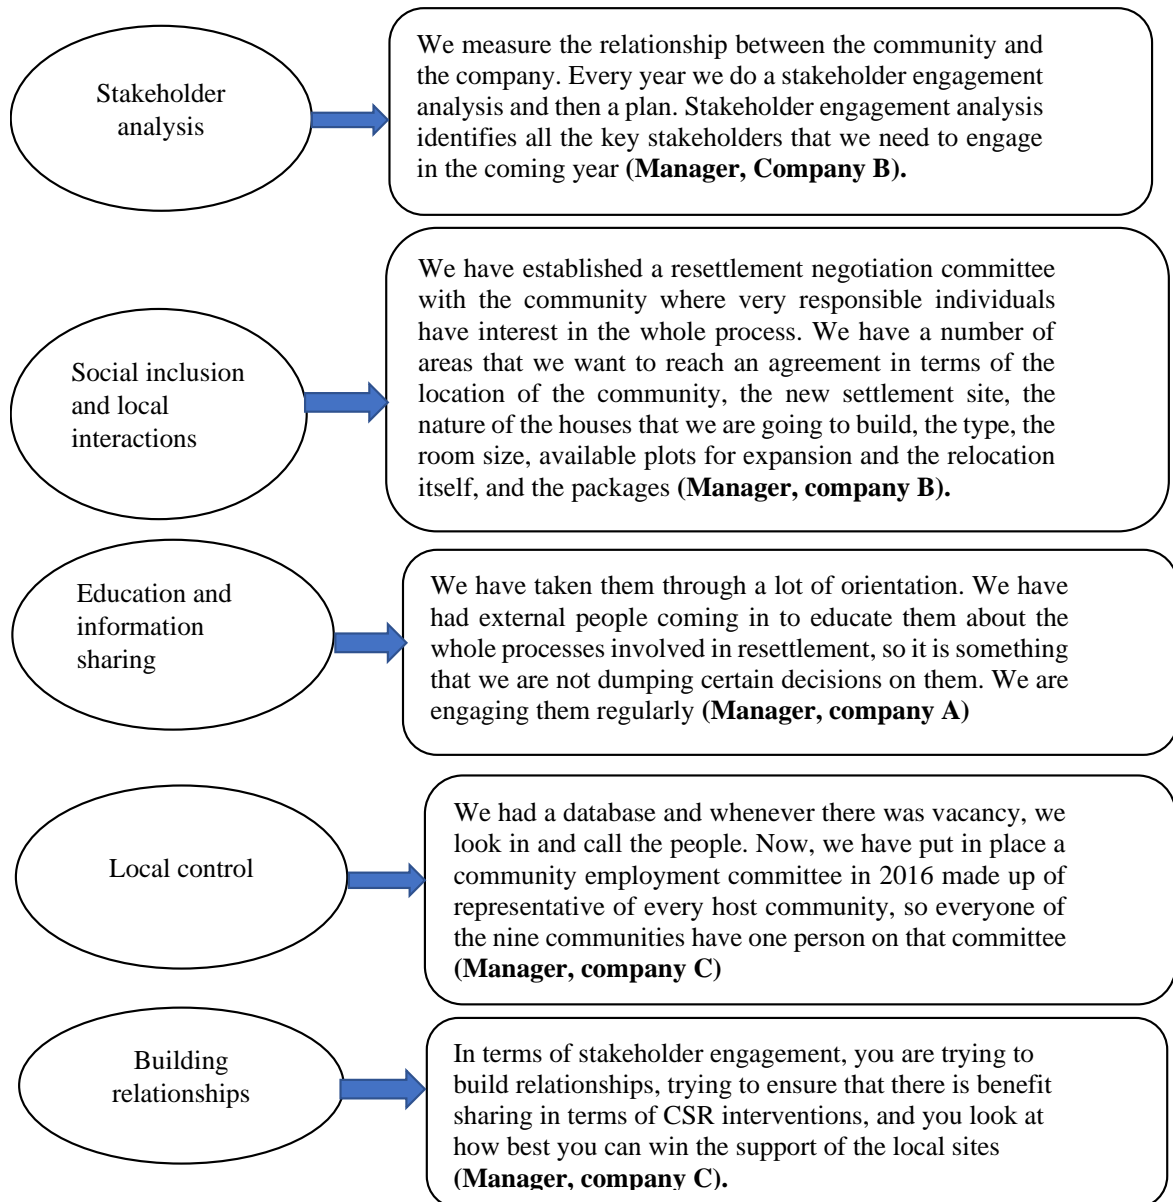 Stakeholder
analysis
We measure the relationship between the community and
the company. Every year we do a stakeholder engagement
analysis and then a plan. Stakeholder engagement analysis
identifies all the key stakeholders that we need to engage
in the coming year (Manager, Company B).
Social inclusion
and local
interactions
We have established a resettlement negotiation committee
with the community where very responsible individuals
have interest in the whole process. We have a number of
areas that we want to reach an agreement in terms of the
location of the community, the new settlement site, the
nature of the houses that we are going to build, the type, the
room size, available plots for expansion and the relocation
itself, and the packages (Manager, company B).
Education and
information
sharing
We have taken them through a lot of orientation. We have
had external people coming in to educate them about the
whole processes involved in resettlement, so it is something
that we are not dumping certain decisions on them. We are
engaging them regularly (Manager, company A)
Local control
We had a database and whenever there was vacancy, we
look in and call the people. Now, we have put in place a
community employment committee in 2016 made up of
representative of every host community, so everyone of
the nine communities have one person on that committee
(Manager, company C)
Building
relationships
In terms of stakeholder engagement, you are trying to
build relationships, trying to ensure that there is benefit
sharing in terms of CSR interventions, and you look at
how best you can win the support of the local sites
(Manager, company C).